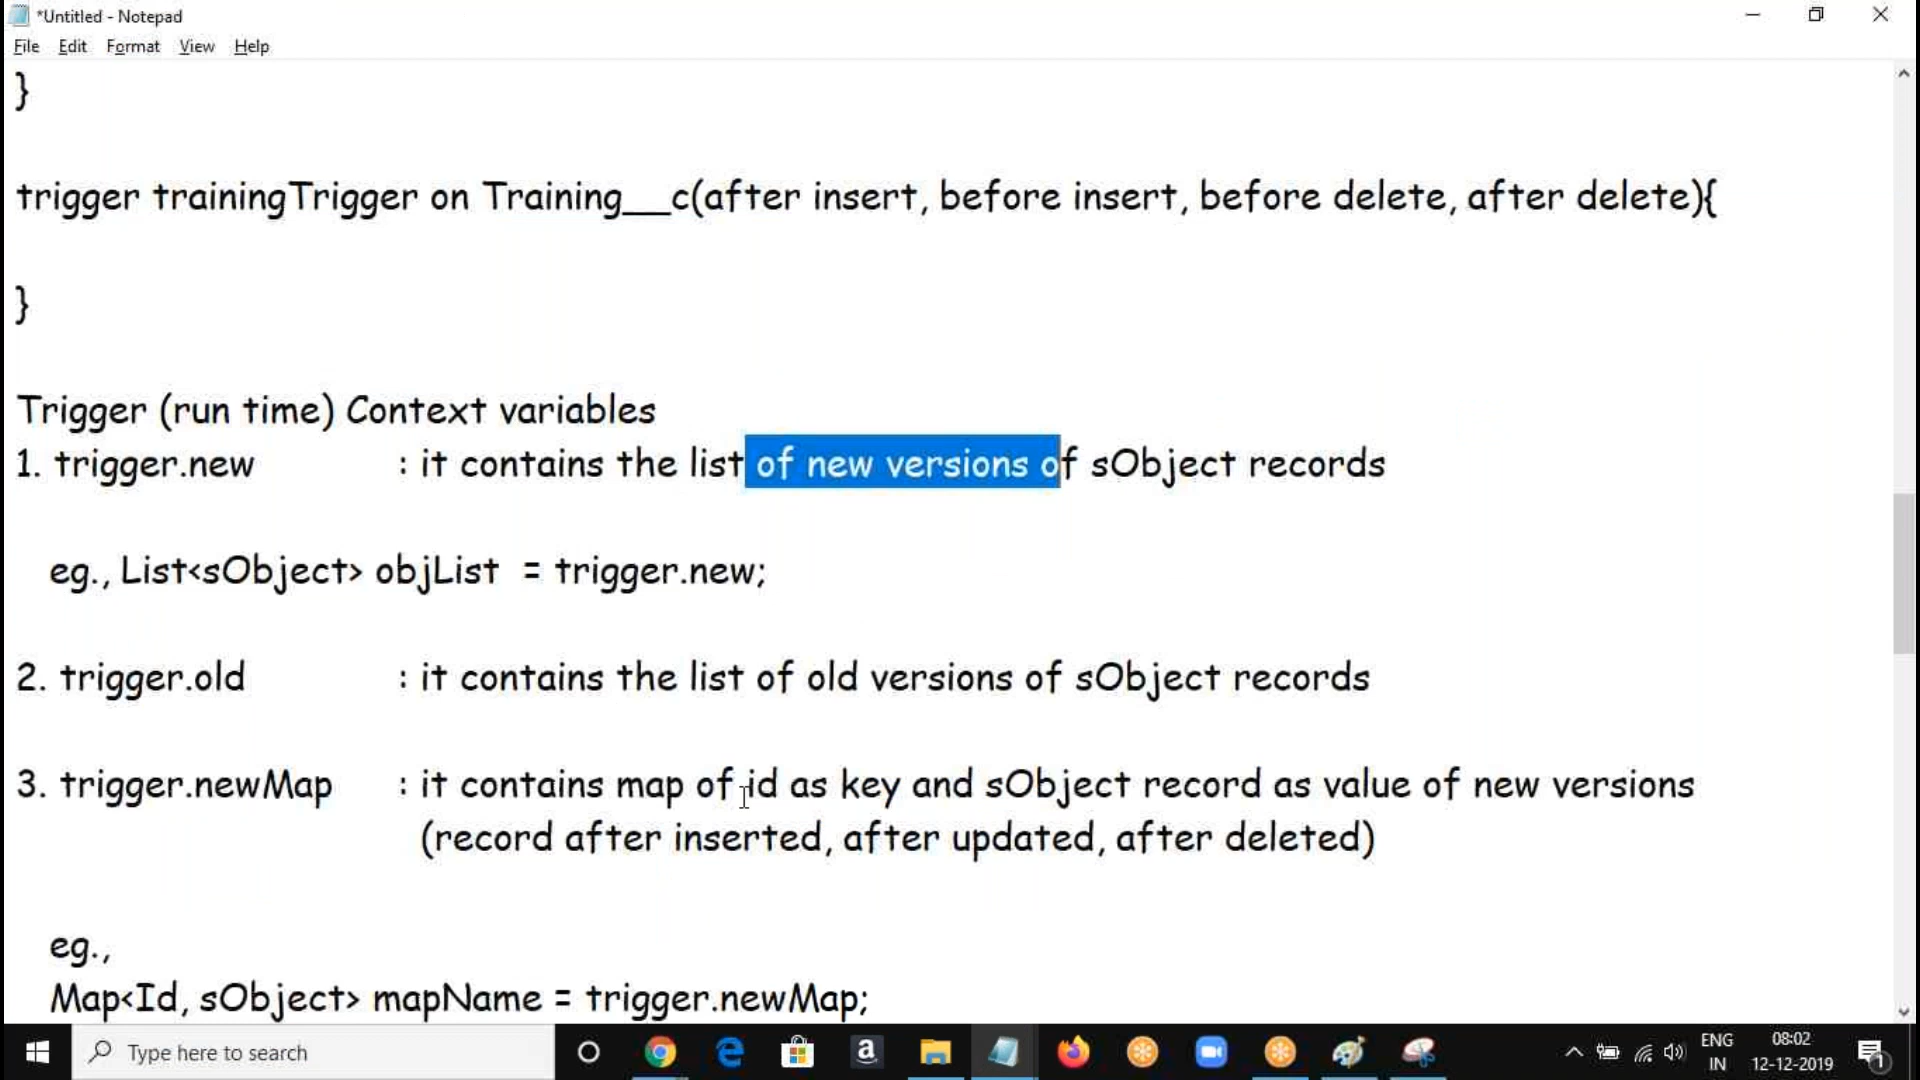 *Untitled - Notepad
File Edit Format View Help
}
trigger trainingTrigger on Training__c(after insert, before insert, before delete, after delete){
}
Trigger (run time) Context variables
1. trigger.new : it contains the list of new versions of sObject records
eg., List<sObject> objList = trigger.new;
2. trigger.old : it contains the list of old versions of sObject records
3. trigger.newMap : it contains map of id as key and sObject record as value of new versions
(record after inserted, after updated, after deleted)
eg.,
Map<Id, sObject> mapName = trigger.newMap;
Type here to search
ENG
IN
08:02
12-12-2019
1